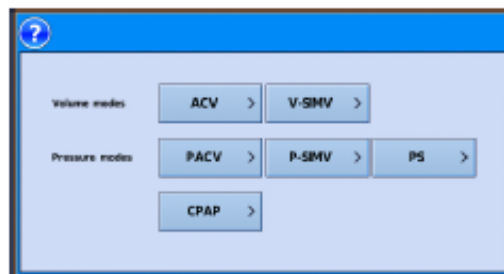 ?
Volume modes ACV > V-SIMV >
Pressure modes PACV > P-SIMV > PS >
CPAP >